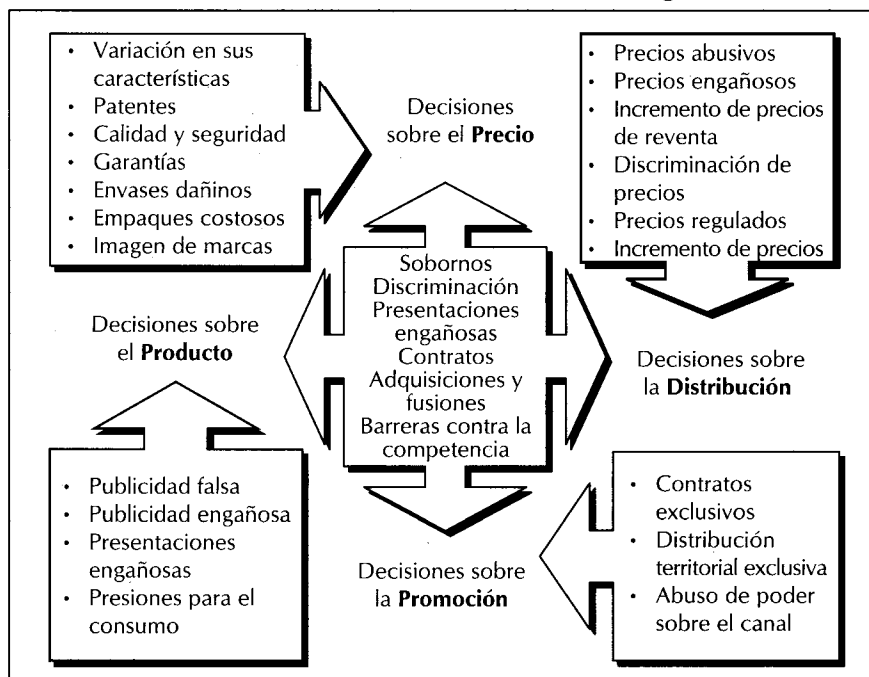 • Variación en sus
características
• Patentes
• Calidad y seguridad
• Garantías
• Envases dañinos
• Empaques costosos
• Imagen de marcas
Decisiones
sobre el Precio
• Precios abusivos
• Precios engañosos
• Incremento de precios
de reventa
• Discriminación de
precios
• Precios regulados
• Incremento de precios
Decisiones sobre
el Producto
Sobornos
Discriminación
Presentaciones
engañosas
Contratos
Adquisiciones y
fusiones
Barreras contra la
competencia
Decisiones sobre
la Distribución
• Publicidad falsa
• Publicidad engañosa
• Presentaciones
engañosas
• Presiones para el
consumo
Decisiones sobre
la Promoción
• Contratos
exclusivos
• Distribución
territorial exclusiva
• Abuso de poder
sobre el canal